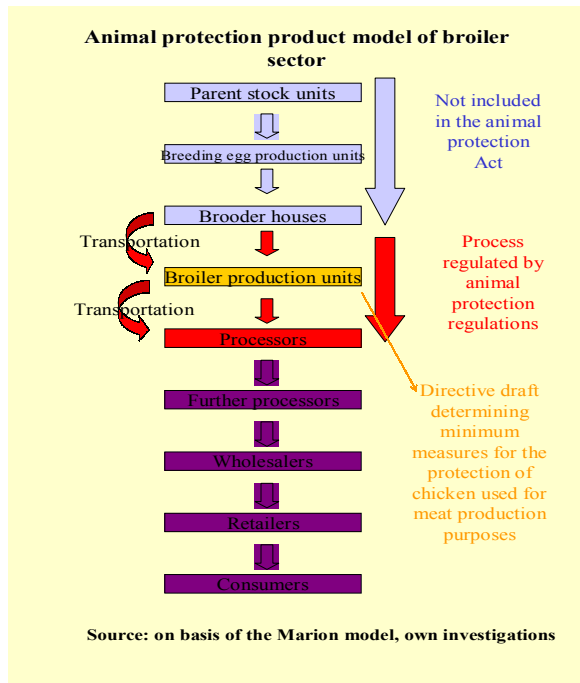 Animal protection product model of broiler
sector
Parent stock units
Not included
in the animal
protection
Act
Breeding egg production units
Brooder houses
Transportation
Process
regulated by
animal
protection
regulations
Broiler production units
Transportation
Processors
Directive draft
determining
minimum
measures for the
protection of
chicken used for
meat production
purposes
Further processors
Wholesalers
Retailers
Consumers
Source: on basis of the Marion model, own investigations